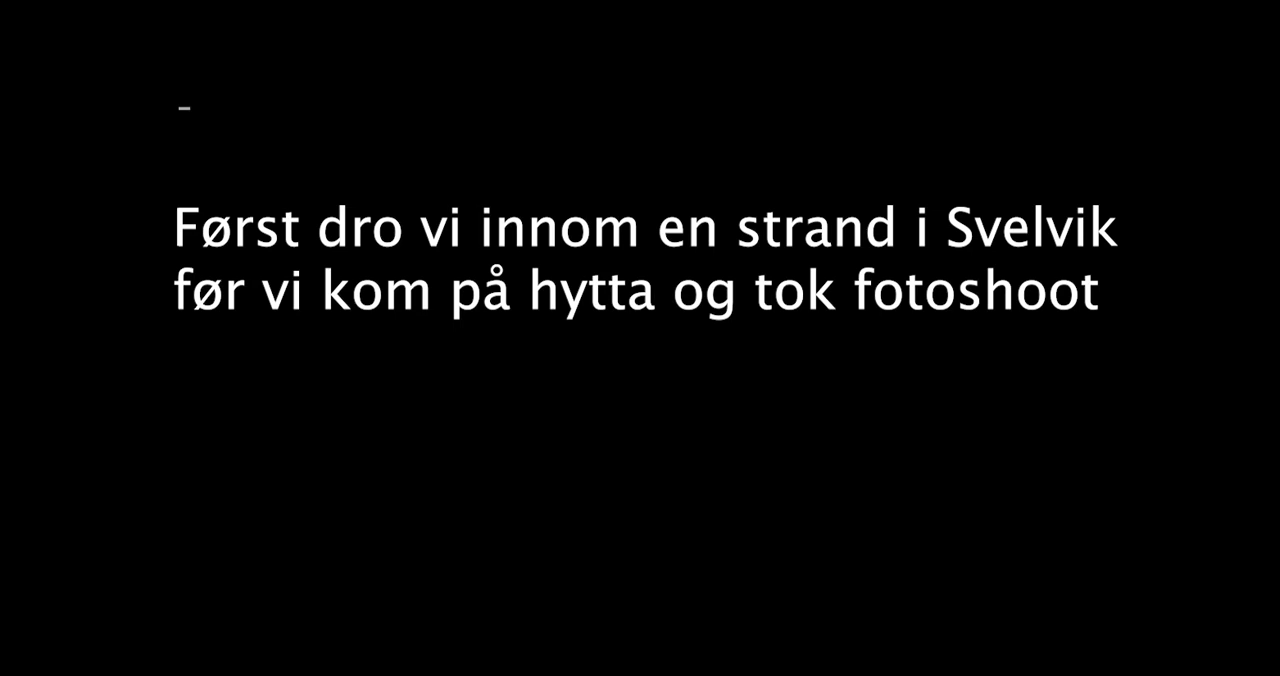 -
Først dro vi innom en strand i Svelvik
før vi kom på hytta og tok fotoshoot